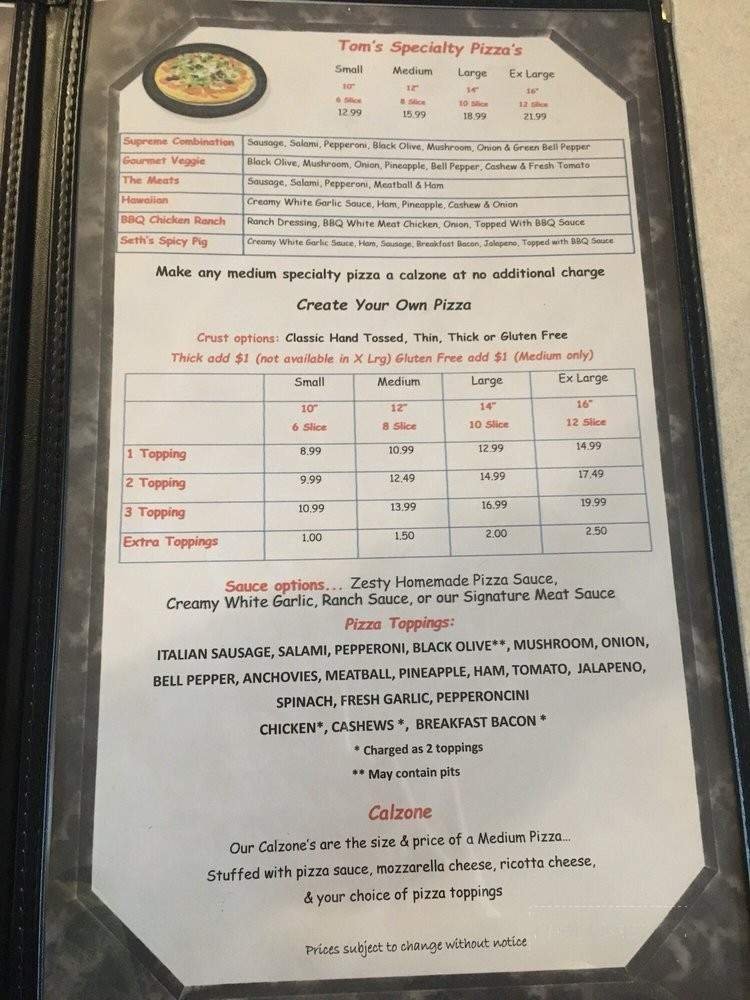 Tom's Specialty Pizza's
Small Medium Large Ex Large
10" 12" 14" 16"
6 Slice 8 Slice 10 Slice 12 Slice
12.99 15.99 18.99 21.99
Supreme Combination Sausage, Salami, Pepperoni, Black Olive, Mushroom, Onion & Green Bell Pepper
Gourmet Veggie Black Olive, Mushroom, Onion, Pineapple, Bell Pepper, Cashew & Fresh Tomato
The Meats Sausage, Salami, Pepperoni, Meatball & Ham
Hawaiian Creamy White Garlic Sauce, Ham, Pineapple, Cashew & Onion
BBQ Chicken Ranch Ranch Dressing, BBQ White Meat Chicken, Onion, Topped With BBQ Sauce
Seth's Spicy Pig Creamy White Garlic Sauce, Ham, Sausage, Breakfast Bacon, Jalapeno, Topped with BBQ Sauce
Make any medium specialty pizza a calzone at no additional charge
Create Your Own Pizza
Crust options: Classic Hand Tossed, Thin, Thick or Gluten Free
Thick add $1 (not available in X Lrg) Gluten Free add $1 (Medium only)
Small Medium Large Ex Large
10" 12" 14" 16"
6 Slice 8 Slice 10 Slice 12 Slice
1 Topping 8.99 10.99 12.99 14.99
2 Topping 9.99 12.49 14.99 17.49
3 Topping 10.99 13.99 16.99 19.99
Extra Toppings 1.00 1.50 2.00 2.50
Sauce options... Zesty Homemade Pizza Sauce,
Creamy White Garlic, Ranch Sauce, or our Signature Meat Sauce
Pizza Toppings:
ITALIAN SAUSAGE, SALAMI, PEPPERONI, BLACK OLIVE**, MUSHROOM, ONION,
BELL PEPPER, ANCHOVIES, MEATBALL, PINEAPPLE, HAM, TOMATO, JALAPENO,
SPINACH, FRESH GARLIC, PEPPERONCINI
CHICKEN*, CASHEWS *, BREAKFAST BACON *
* Charged as 2 toppings
** May contain pits
Calzone
Our Calzone's are the size & price of a Medium Pizza...
Stuffed with pizza sauce, mozzarella cheese, ricotta cheese,
& your choice of pizza toppings
Prices subject to change without notice